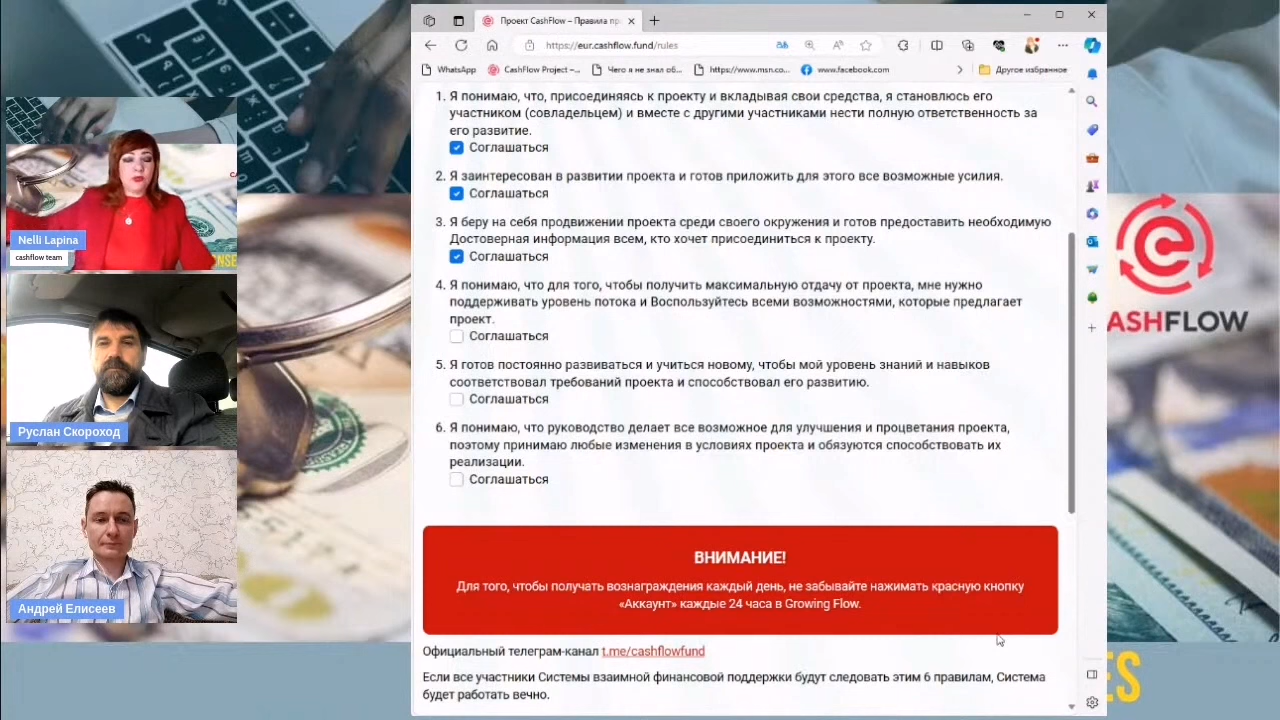 Проект CashFlow – Правила пр
https://eur.cashflow.fund/rules
WhatsApp
CashFlow Project –...
Чего я не знал об...
https://www.msn.co...
www.facebook.com
Другое избранное
1. Я понимаю, что, присоединяясь к проекту и вкладывая свои средства, я становлюсь его
участником (совладельцем) и вместе с другими участниками нести полную ответственность за
его развитие.
Соглашаться
2. Я заинтересован в развитии проекта и готов приложить для этого все возможные усилия.
Соглашаться
3. Я беру на себя продвижении проекта среди своего окружения и готов предоставить необходимую
Достоверная информация всем, кто хочет присоединиться к проекту.
Соглашаться
4. Я понимаю, что для того, чтобы получить максимальную отдачу от проекта, мне нужно
поддерживать уровень потока и Воспользуйтесь всеми возможностями, которые предлагает
проект.
Соглашаться
5. Я готов постоянно развиваться и учиться новому, чтобы мой уровень знаний и навыков
соответствовал требований проекта и способствовал его развитию.
Соглашаться
6. Я понимаю, что руководство делает все возможное для улучшения и процветания проекта,
поэтому принимаю любые изменения в условиях проекта и обязуются способствовать их
реализации.
Соглашаться
ВНИМАНИЕ!
Для того, чтобы получать вознаграждения каждый день, не забывайте нажимать красную кнопку
«Аккаунт» каждые 24 часа в Growing Flow.
Официальный телеграм-канал t.me/cashflowfund
Если все участники Системы взаимной финансовой поддержки будут следовать этим 6 правилам, Система
будет работать вечно.
Nelli Lapina
cashflow team
Руслан Скороход
Андрей Елисеев
ASHFLOW
ES